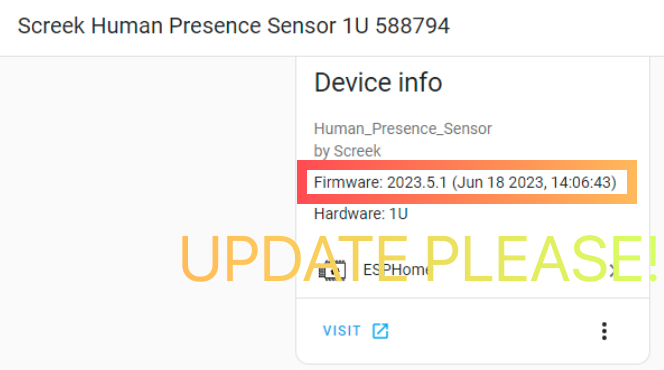 Screek Human Presence Sensor 1U 588794
Device info
Human_Presence_Sensor
by Screek
Firmware: 2023.5.1 (Jun 18 2023, 14:06:43)
Hardware: 1U
UPDATE PLEASE!
ESPHome
VISIT